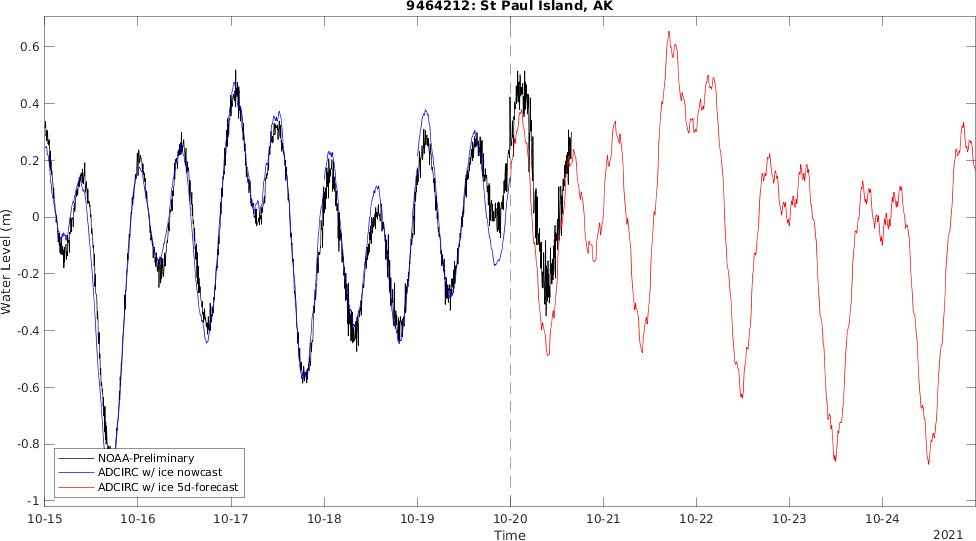 9464212: St Paul Island, AK
0.6
0.4
0.2
0
-0.2
-0.4
-0.6
-0.8
-1
Water Level (m)
NOAA-Preliminary
ADCIRC w/ ice nowcast
ADCIRC w/ ice 5d-forecast
10-15 10-16 10-17 10-18 10-19 10-20 10-21 10-22 10-23 10-24
Time
2021